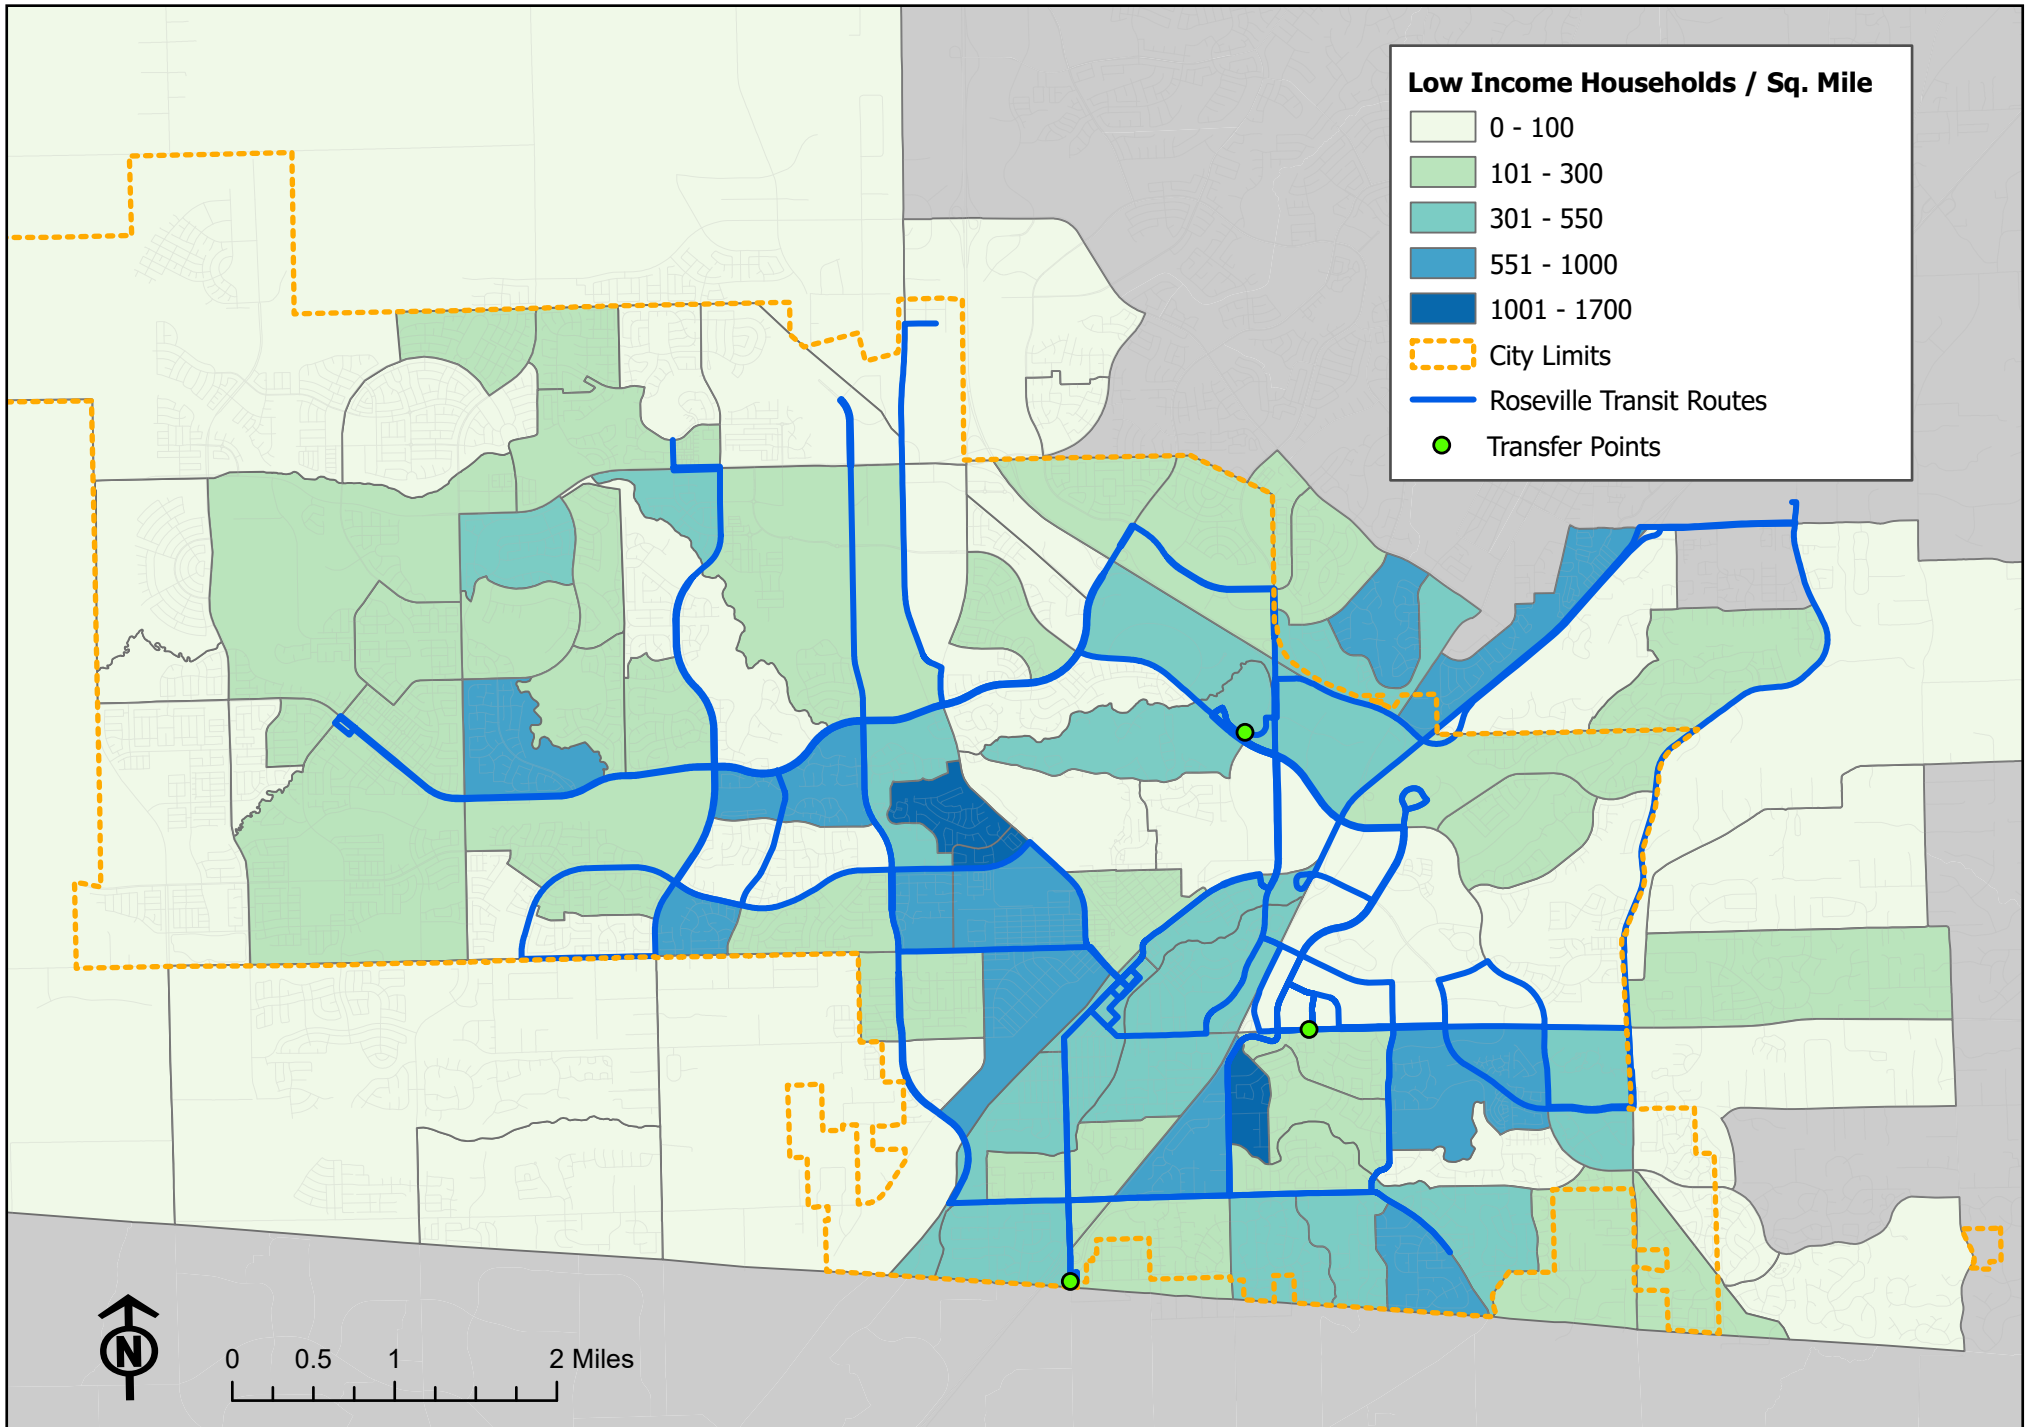 Low Income Households / Sq. Mile
0 - 100
101 - 300
301 - 550
551 - 1000
1001 - 1700
City Limits
Roseville Transit Routes
Transfer Points
N
0 0.5 1 2 Miles